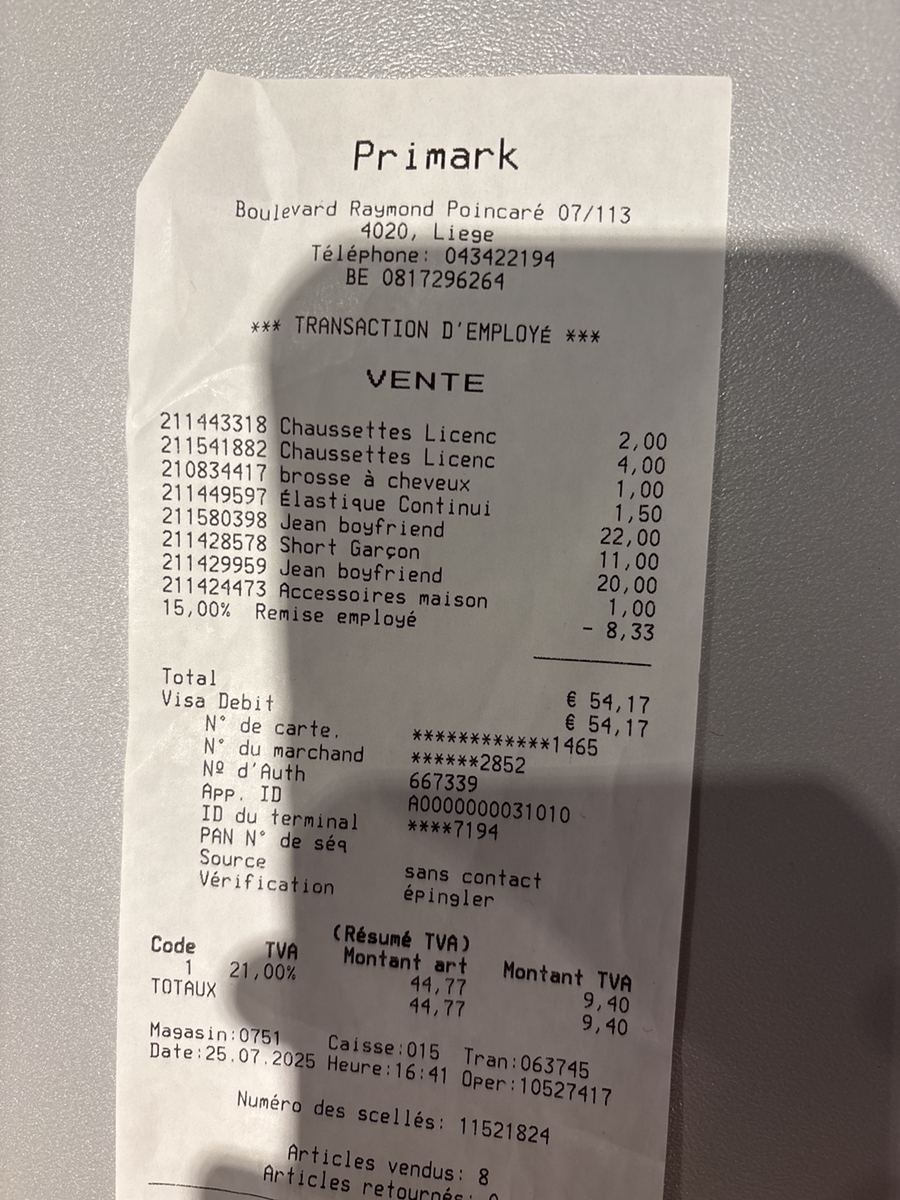 Primark
Boulevard Raymond Poincaré 07/113
4020, Liege
Téléphone: 043422194
BE 0817296264
*** TRANSACTION D'EMPLOYÉ ***
VENTE
211443318 Chaussettes Licenc 2,00
211541882 Chaussettes Licenc 4,00
210834417 brosse à cheveux 1,00
211449597 Élastique Continui 1,50
211580398 Jean boyfriend 22,00
211428578 Short Garçon 11,00
211429959 Jean boyfriend 20,00
211424473 Accessoires maison 1,00
15,00% Remise employé - 8,33
Total € 54,17
Visa Debit € 54,17
N° de carte. ************1465
N° du marchand ******2852
Nº d'Auth 667339
App. ID A0000000031010
ID du terminal ****7194
PAN N° de séq
Source sans contact
Vérification épingler
(Résumé TVA)
Code TVA Montant art Montant TVA
1 21,00% 44,77 9,40
TOTAUX 44,77 9,40
Magasin:0751 Caisse:015 Tran:063745
Date:25.07.2025 Heure:16:41 Oper:10527417
Numéro des scellés: 11521824
Articles vendus: 8
Articles retournés: